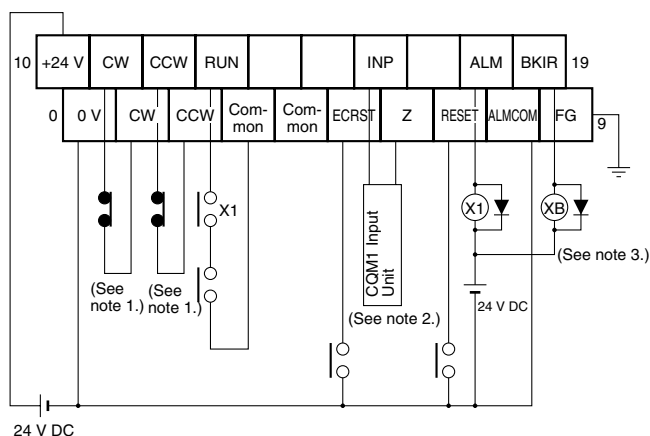 10 +24 V CW CCW RUN INP ALM BKIR 19
0 0 V CW CCW Com-
mon Com-
mon ECRST Z RESET ALMCOM FG 9
X1
X1
XB
CQM1 Input
Unit
(See
note 1.)
(See
note 1.)
(See note 2.)
(See note 3.)
24 V DC
24 V DC